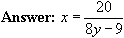 Answer: x = 20 / (8y − 9)